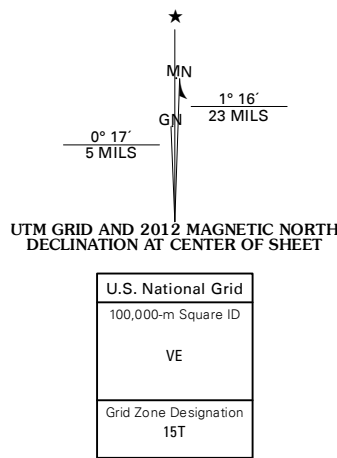 ★
MN
1° 16´
23 MILS
GN
0° 17´
5 MILS
UTM GRID AND 2012 MAGNETIC NORTH
DECLINATION AT CENTER OF SHEET
U.S. National Grid
100,000-m Square ID
VE
Grid Zone Designation
15T